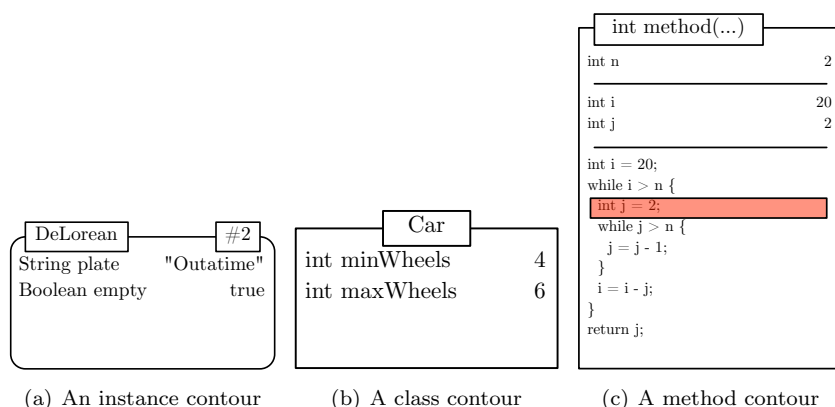 DeLorean #2
String plate "Outatime"
Boolean empty true
(a) An instance contour
Car
int minWheels 4
int maxWheels 6
(b) A class contour
int method(...)
int n 2
int i 20
int j 2
int i = 20;
while i > n {
int j = 2;
while j > n {
j = j - 1;
}
i = i - j;
}
return j;
(c) A method contour